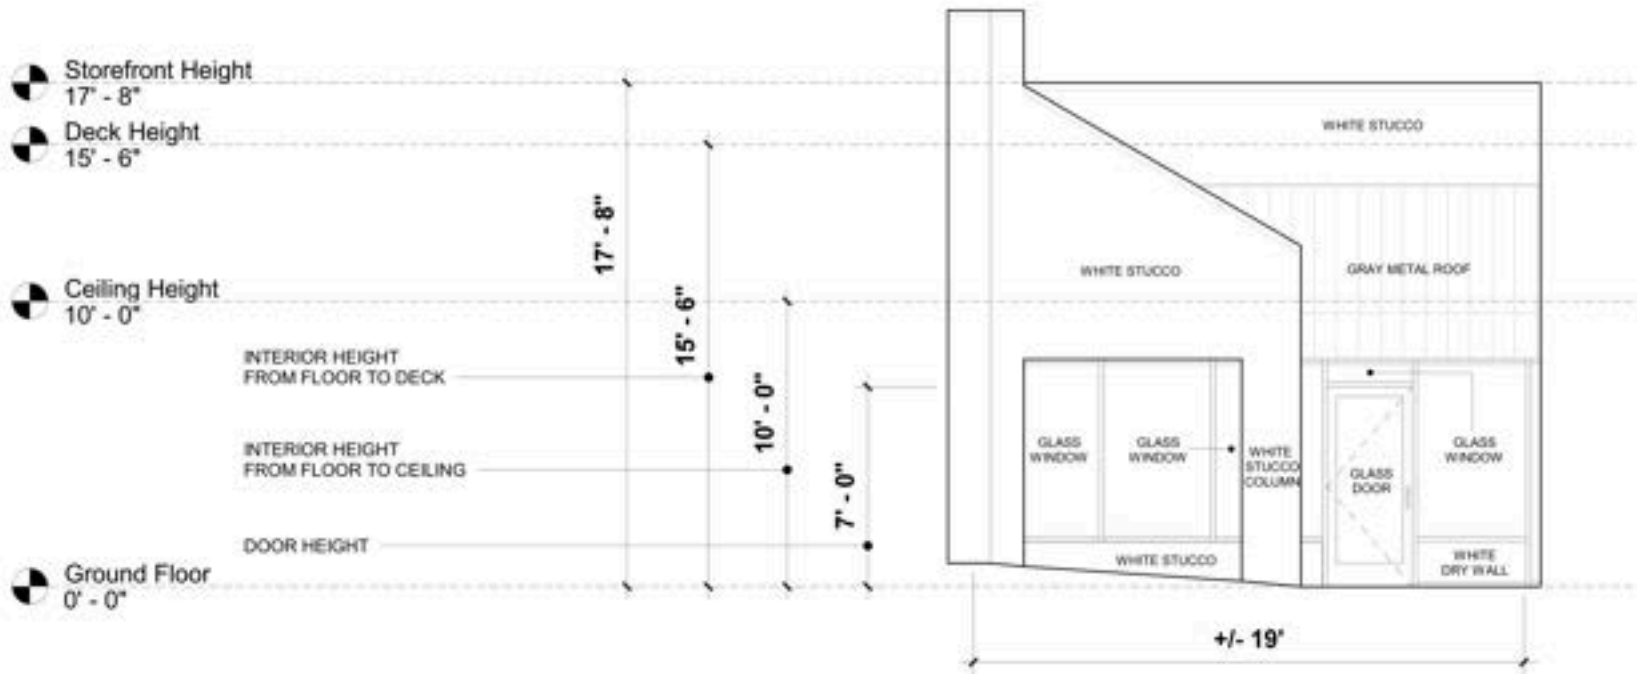 Storefront Height
17' - 8"
Deck Height
15' - 6"
Ceiling Height
10' - 0"
INTERIOR HEIGHT
FROM FLOOR TO DECK
INTERIOR HEIGHT
FROM FLOOR TO CEILING
DOOR HEIGHT
Ground Floor
0' - 0"
17' - 8"
15' - 6"
10' - 0"
7' - 0"
WHITE STUCCO
WHITE STUCCO
GRAY METAL ROOF
GLASS
WINDOW
GLASS
WINDOW
WHITE
STUCCO
COLUMN
GLASS
DOOR
GLASS
WINDOW
WHITE STUCCO
WHITE
DRY WALL
+/- 19'